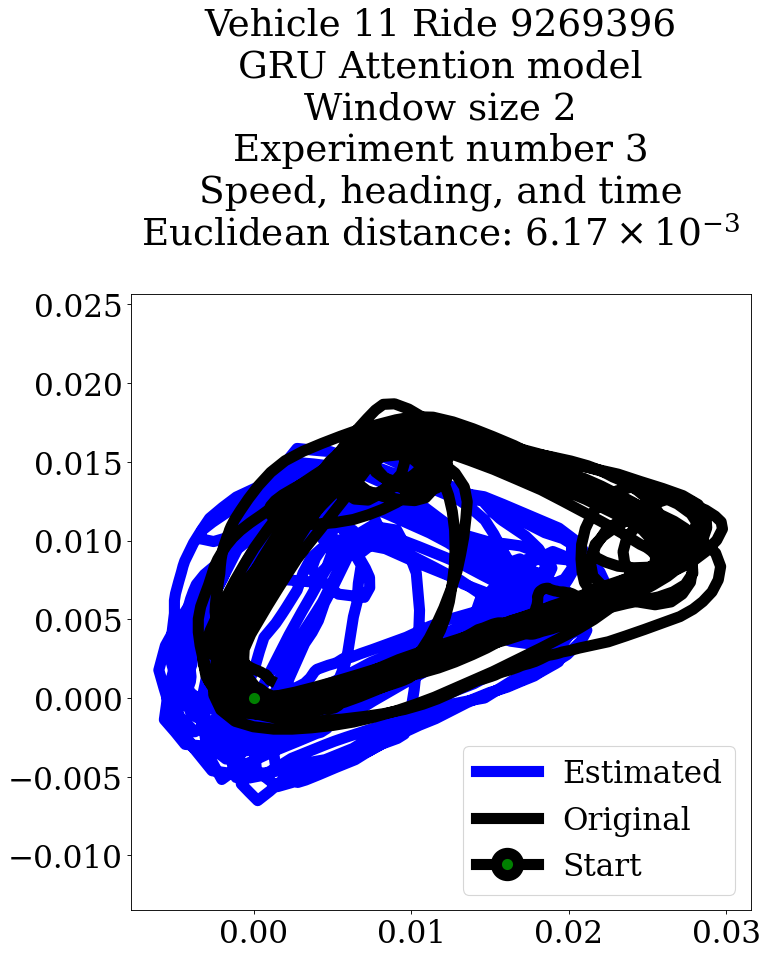 Vehicle 11 Ride 9269396
GRU Attention model
Window size 2
Experiment number 3
Speed, heading, and time
Euclidean distance: 6.17 × 10⁻³
0.025
0.020
0.015
0.010
0.005
0.000
−0.005
−0.010
Estimated
Original
Start
0.00 0.01 0.02 0.03